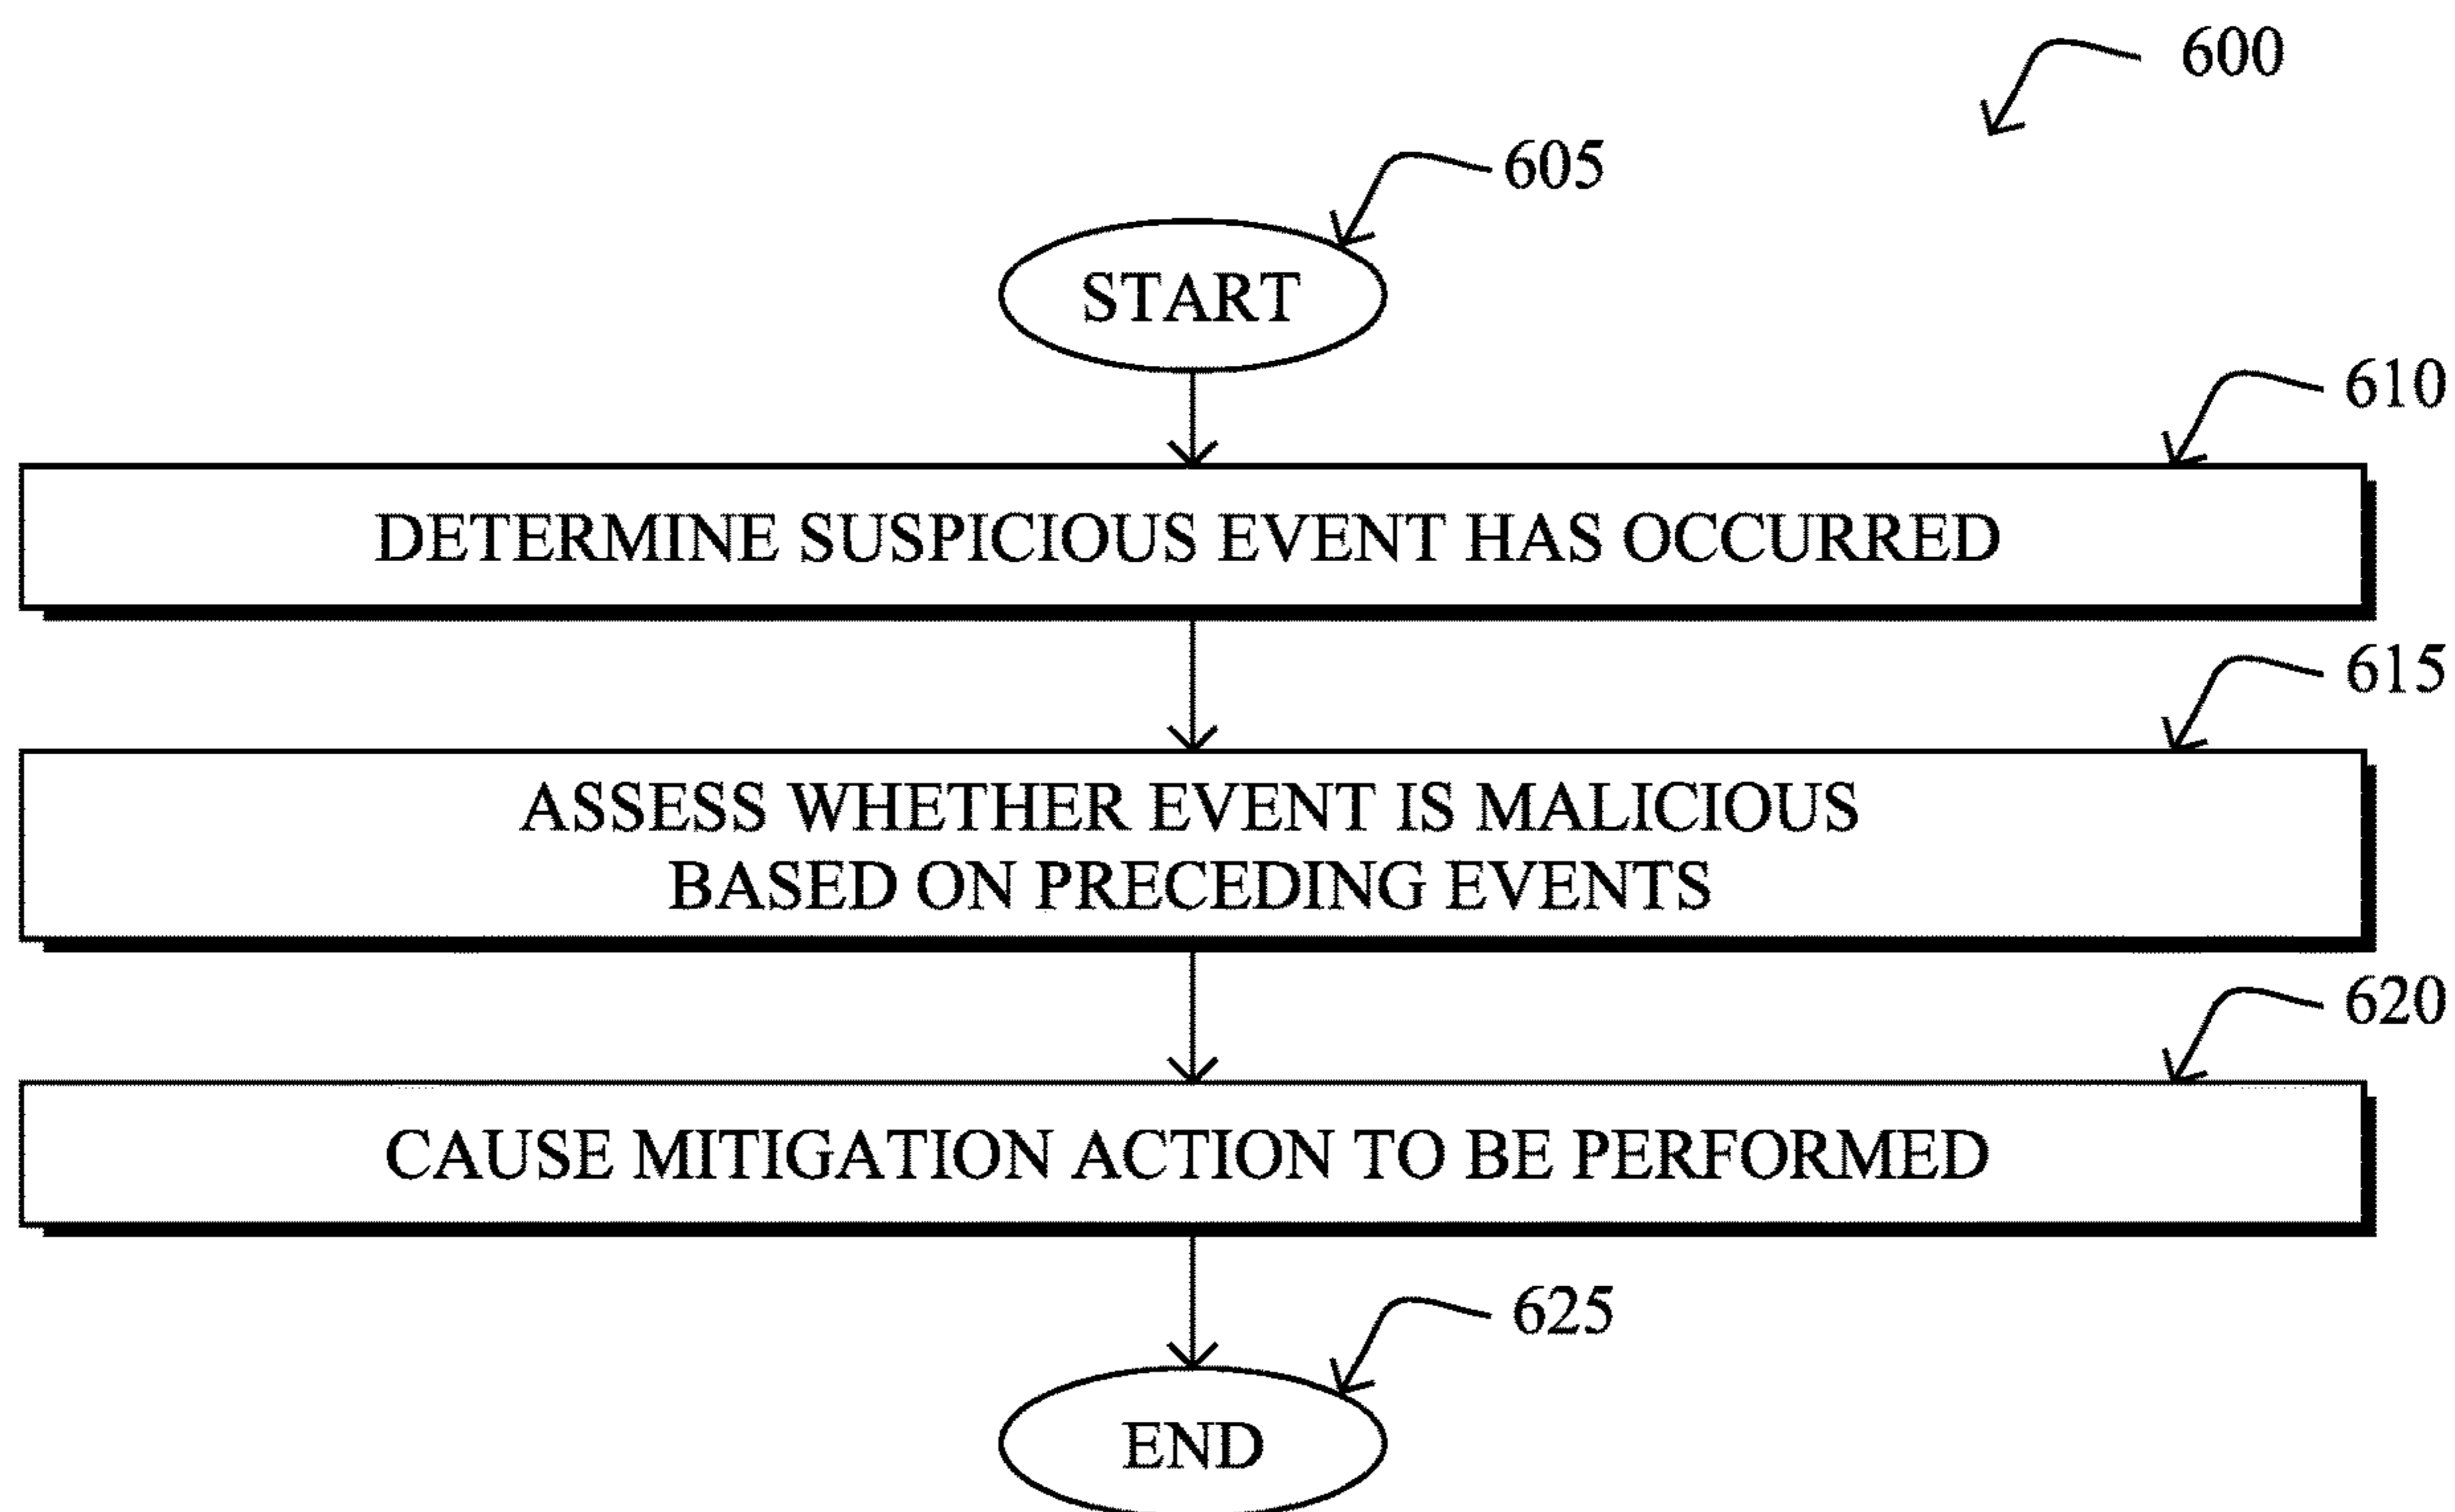 600
605
START
610
DETERMINE SUSPICIOUS EVENT HAS OCCURRED
615
ASSESS WHETHER EVENT IS MALICIOUS
BASED ON PRECEDING EVENTS
620
CAUSE MITIGATION ACTION TO BE PERFORMED
625
END